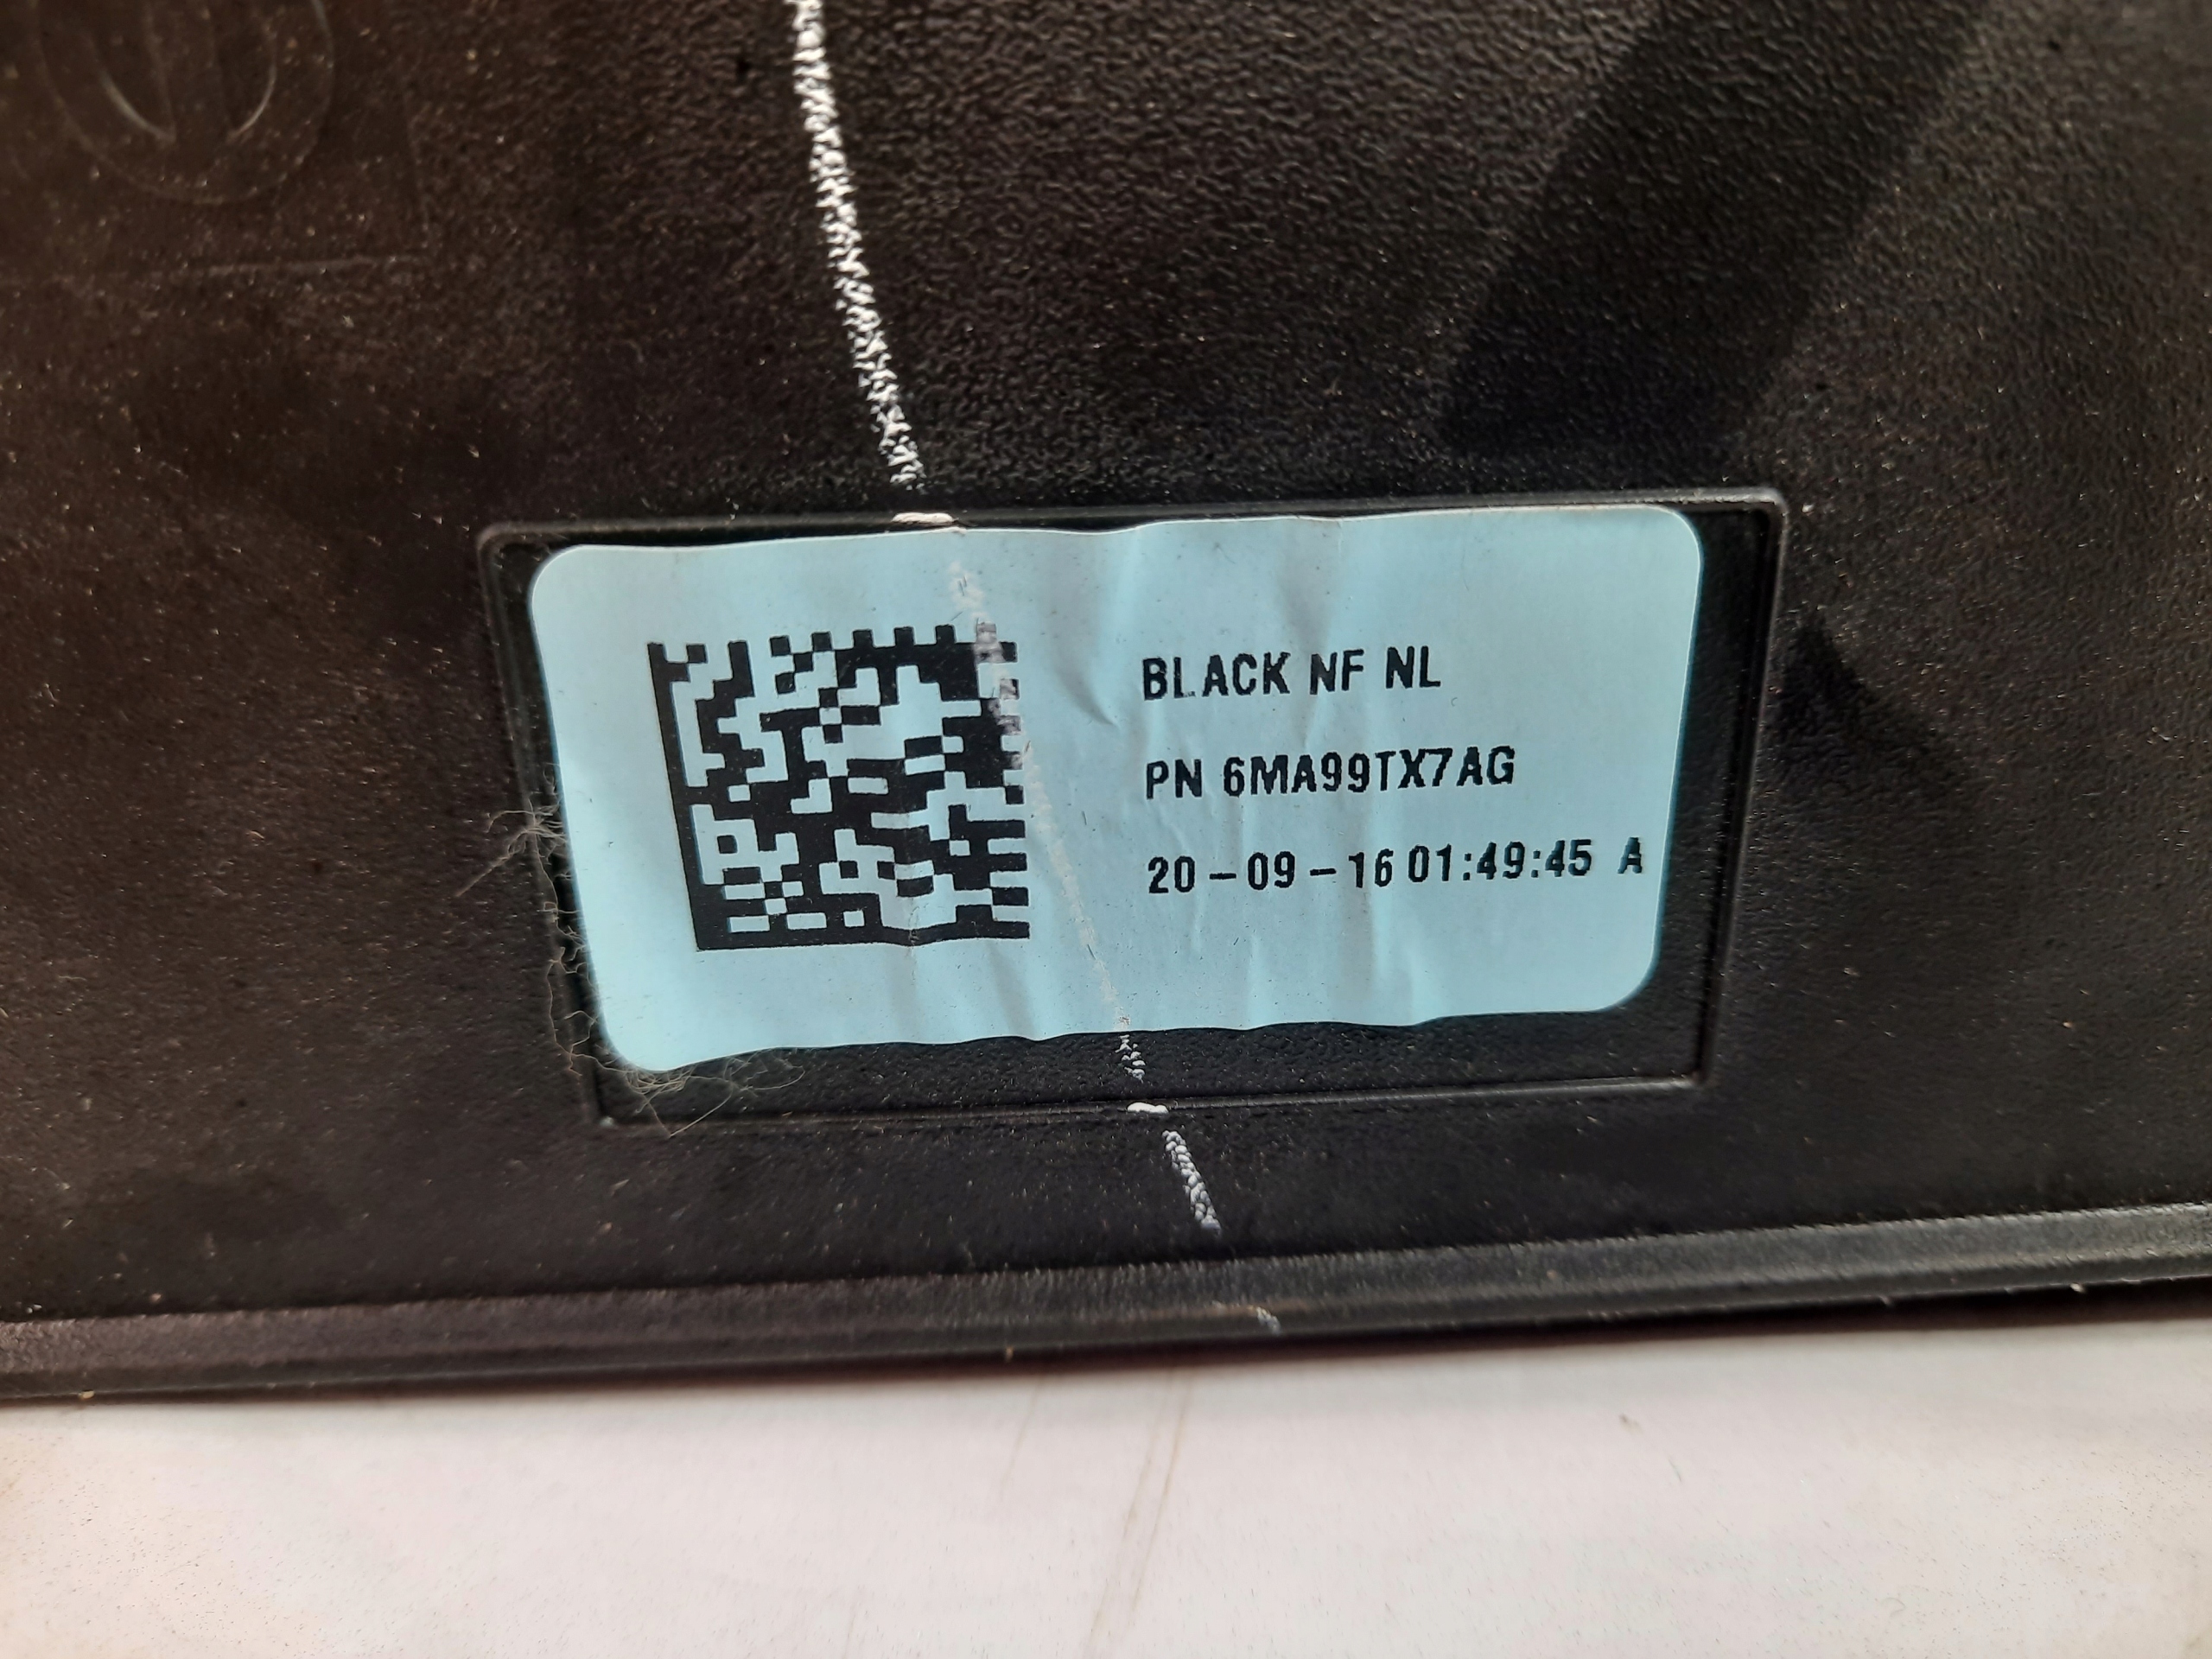 BLACK NF NL
PN 6MA99TX7AG
20-09-16 01:49:45 A